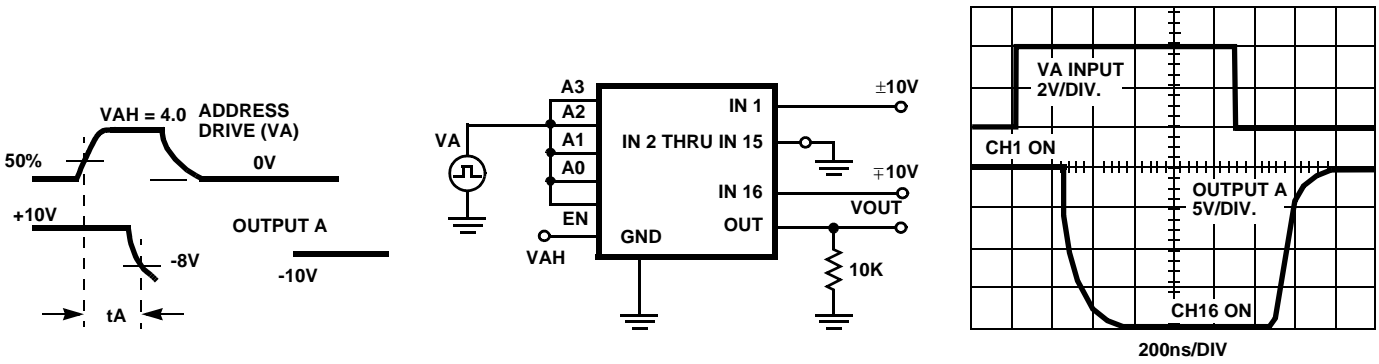 VAH = 4.0
ADDRESS
DRIVE (VA)
50%
0V
+10V
OUTPUT A
-8V
-10V
tA
VA
A3
A2
A1
A0
EN
VAH
GND
IN 1
IN 2 THRU IN 15
IN 16
OUT
±10V
∓10V
VOUT
10K
VA INPUT
2V/DIV.
CH1 ON
OUTPUT A
5V/DIV.
CH16 ON
200ns/DIV